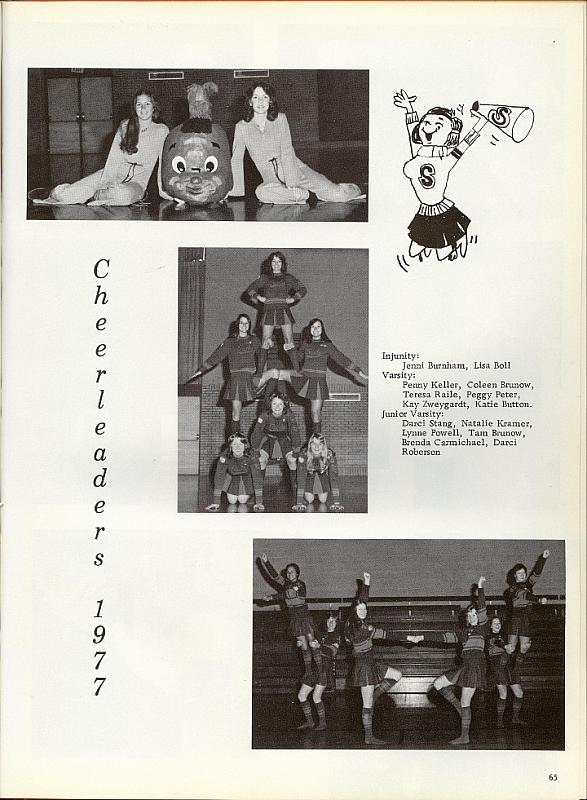 Cheerleaders 1977
S
S
Injunity:
Jenni Burnham, Lisa Boll
Varsity:
Penny Keller, Coleen Brunow,
Teresa Raile, Peggy Peter,
Kay Zweygardt, Katie Button.
Junior Varsity:
Darci Stang, Natalie Kramer,
Lynne Powell, Tam Brunow,
Brenda Carmichael, Darci
Roberson
65